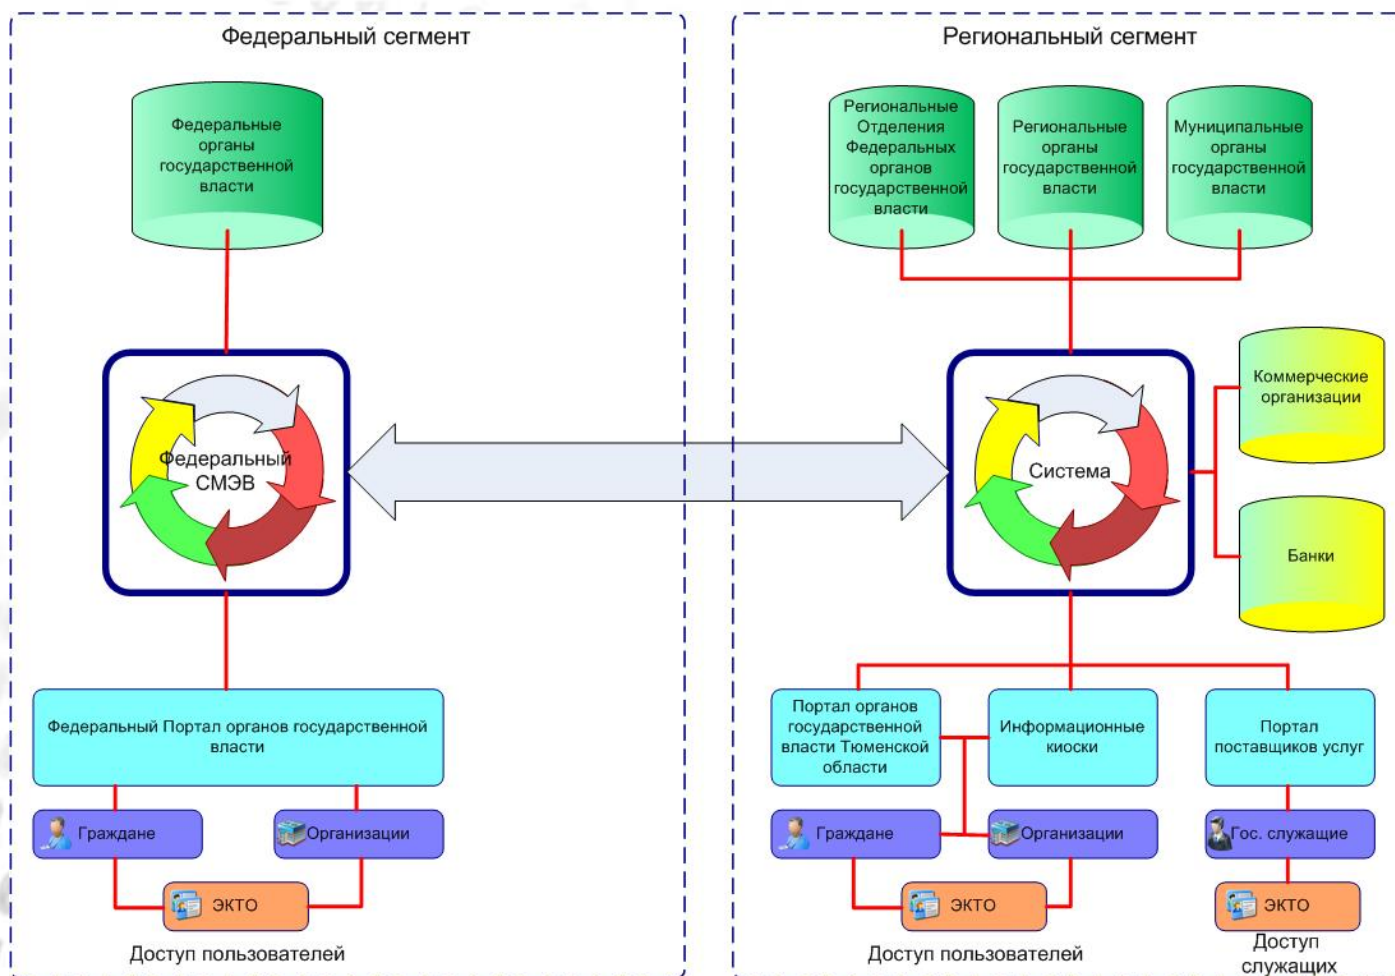 Федеральный сегмент
Федеральные
органы
государственной
власти
Федеральный
СМЭВ
Федеральный Портал органов государственной
власти
Граждане
Организации
ЭКТО
Доступ пользователей
Региональный сегмент
Региональные
Отделения
Федеральных
органов
государственной
власти
Региональные
органы
государственной
власти
Муниципальные
органы
государственной
власти
Коммерческие
организации
Система
Банки
Портал органов
государственной
власти Тюменской
области
Информационные
киоски
Портал
поставщиков услуг
Граждане
Организации
Гос. служащие
ЭКТО
ЭКТО
Доступ пользователей
Доступ
служащих